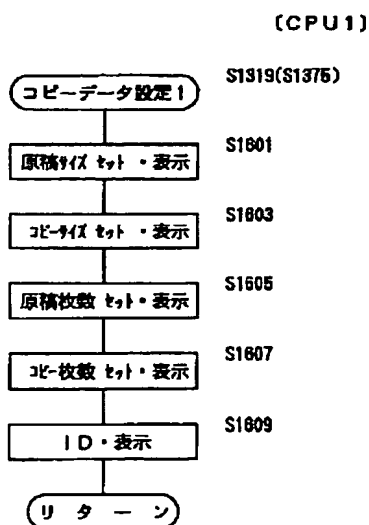 (CPU1)
コピーデータ設定1 S1319(S1375)
原稿サイズ セット・表示 S1601
コピーサイズ セット・表示 S1603
原稿枚数 セット・表示 S1605
コピー枚数 セット・表示 S1607
ID・表示 S1609
リターン